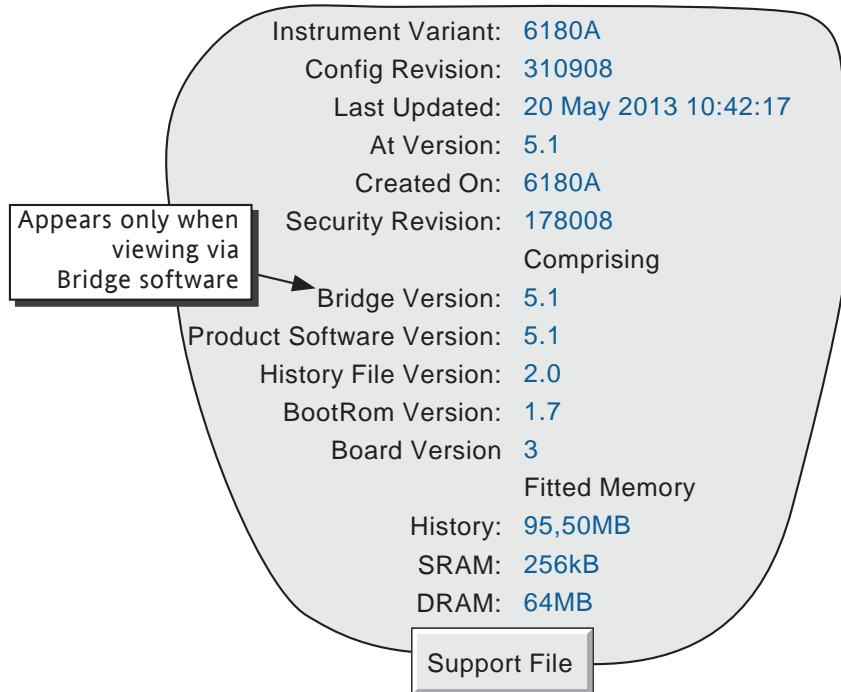 Instrument Variant: 6180A
Config Revision: 310908
Last Updated: 20 May 2013 10:42:17
At Version: 5.1
Created On: 6180A
Security Revision: 178008
Appears only when
viewing via
Bridge software
Comprising
Bridge Version: 5.1
Product Software Version: 5.1
History File Version: 2.0
BootRom Version: 1.7
Board Version 3
Fitted Memory
History: 95,50MB
SRAM: 256kB
DRAM: 64MB
Support File